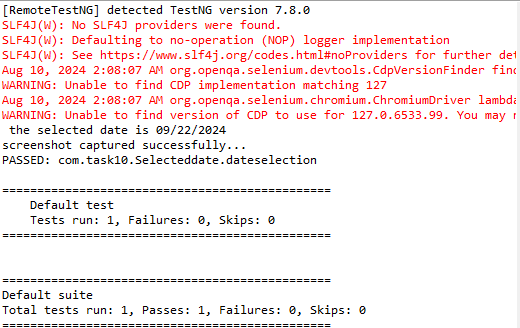 [RemoteTestNG] detected TestNG version 7.8.0
SLF4J(W): No SLF4J providers were found.
SLF4J(W): Defaulting to no-operation (NOP) logger implementation
SLF4J(W): See https://www.slf4j.org/codes.html#noProviders for further det
Aug 10, 2024 2:08:07 AM org.openqa.selenium.devtools.CdpVersionFinder find
WARNING: Unable to find CDP implementation matching 127
Aug 10, 2024 2:08:07 AM org.openqa.selenium.chromium.ChromiumDriver lambda
WARNING: Unable to find version of CDP to use for 127.0.6533.99. You may n
 the selected date is 09/22/2024
screenshot captured successfully...
PASSED: com.task10.Selecteddate.dateselection
===============================================
    Default test
    Tests run: 1, Failures: 0, Skips: 0
===============================================
===============================================
Default suite
Total tests run: 1, Passes: 1, Failures: 0, Skips: 0
===============================================